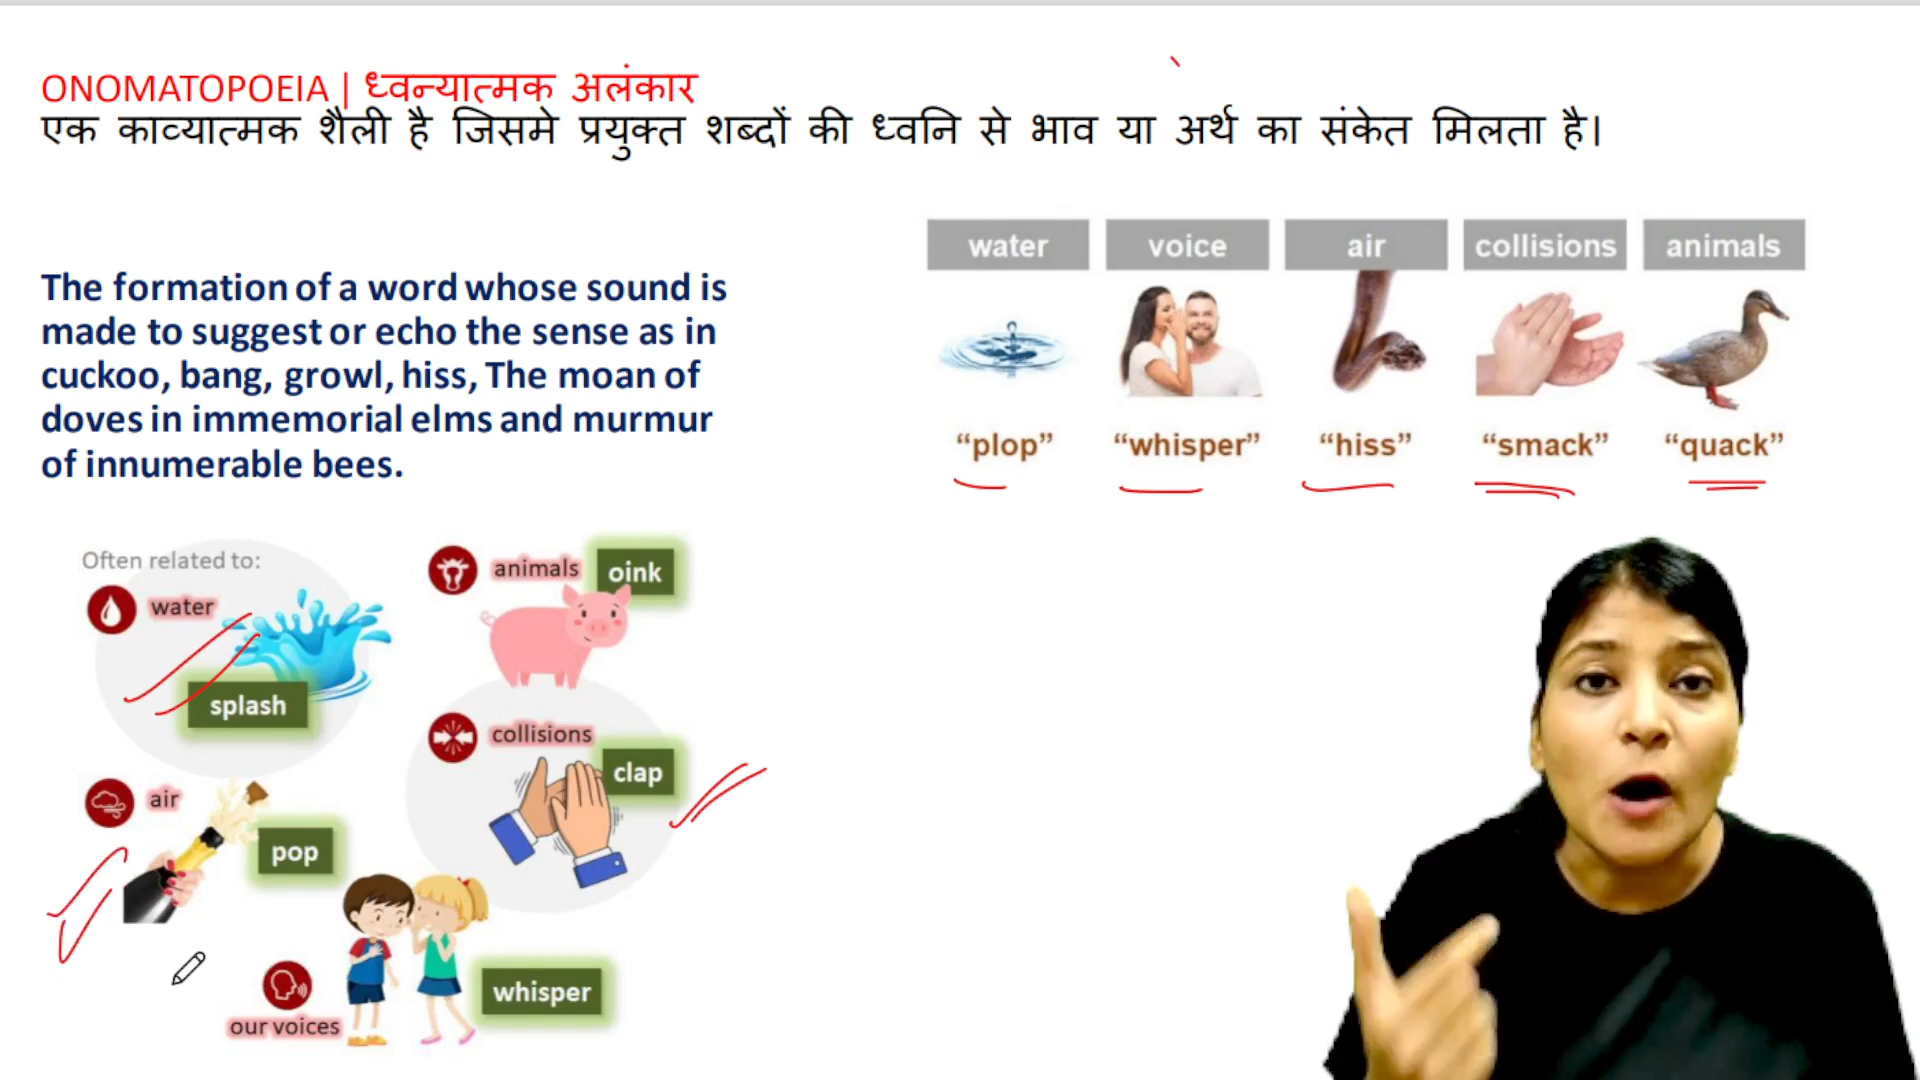 ONOMATOPOEIA | ध्वन्यात्मक अलंकार
एक काव्यात्मक शैली है जिसमे प्रयुक्त शब्दों की ध्वनि से भाव या अर्थ का संकेत मिलता है।
The formation of a word whose sound is
made to suggest or echo the sense as in
cuckoo, bang, growl, hiss, The moan of
doves in immemorial elms and murmur
of innumerable bees.
water voice air collisions animals
“plop” “whisper” “hiss” “smack” “quack”
Often related to:
water
splash
animals
oink
collisions
clap
air
pop
our voices
whisper